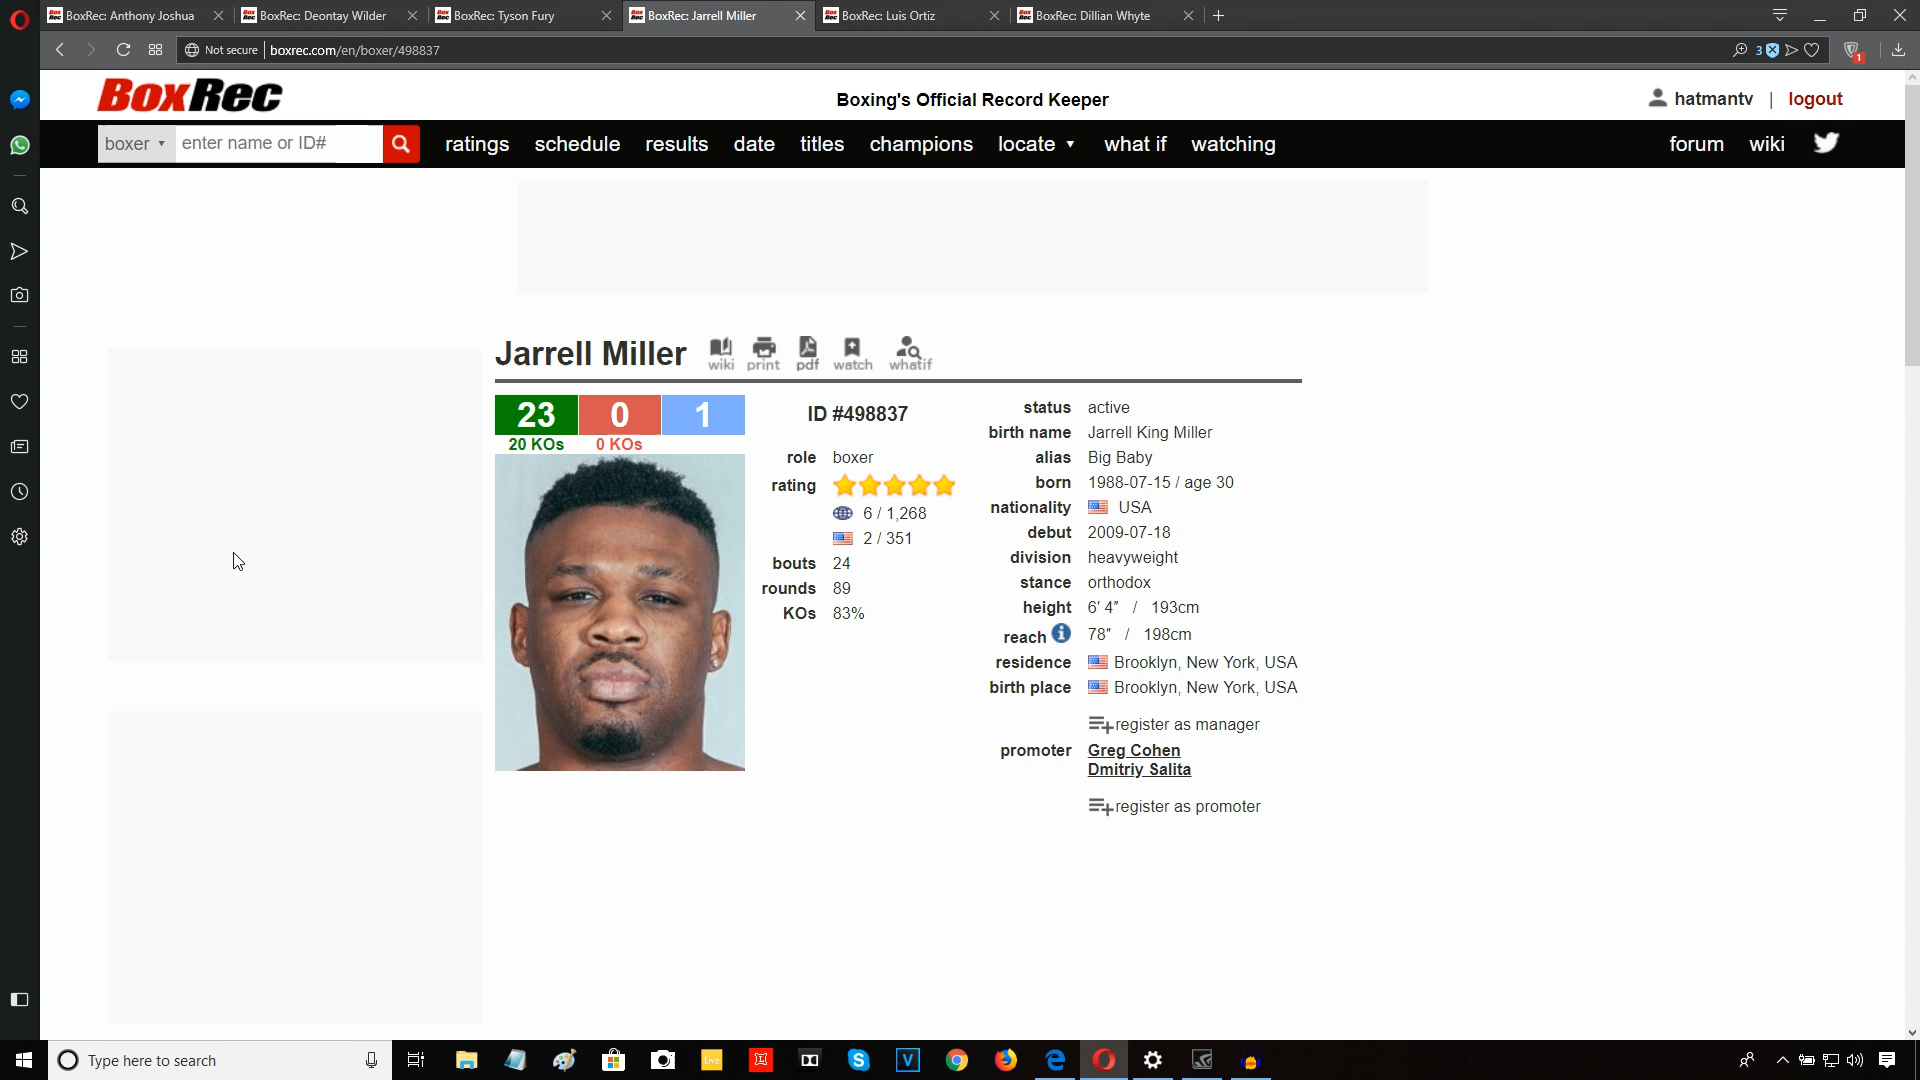 BoxRec: Anthony Joshua
BoxRec: Deontay Wilder
BoxRec: Tyson Fury
BoxRec: Jarrell Miller
BoxRec: Luis Ortiz
BoxRec: Dillian Whyte
Not secure
boxrec.com/en/boxer/498837
3
1
BoxRec
Boxing's Official Record Keeper
hatmantv | logout
boxer
enter name or ID#
ratings
schedule
results
date
titles
champions
locate
what if
watching
forum
wiki
Jarrell Miller
wiki
print
pdf
watch
whatif
23
0
1
20 KOs
0 KOs
ID #498837
role boxer
rating
6 / 1,268
2 / 351
bouts 24
rounds 89
KOs 83%
status active
birth name Jarrell King Miller
alias Big Baby
born 1988-07-15 / age 30
nationality USA
debut 2009-07-18
division heavyweight
stance orthodox
height 6′ 4″ / 193cm
reach 78″ / 198cm
residence Brooklyn, New York, USA
birth place Brooklyn, New York, USA
register as manager
promoter Greg Cohen
Dmitriy Salita
register as promoter
Type here to search